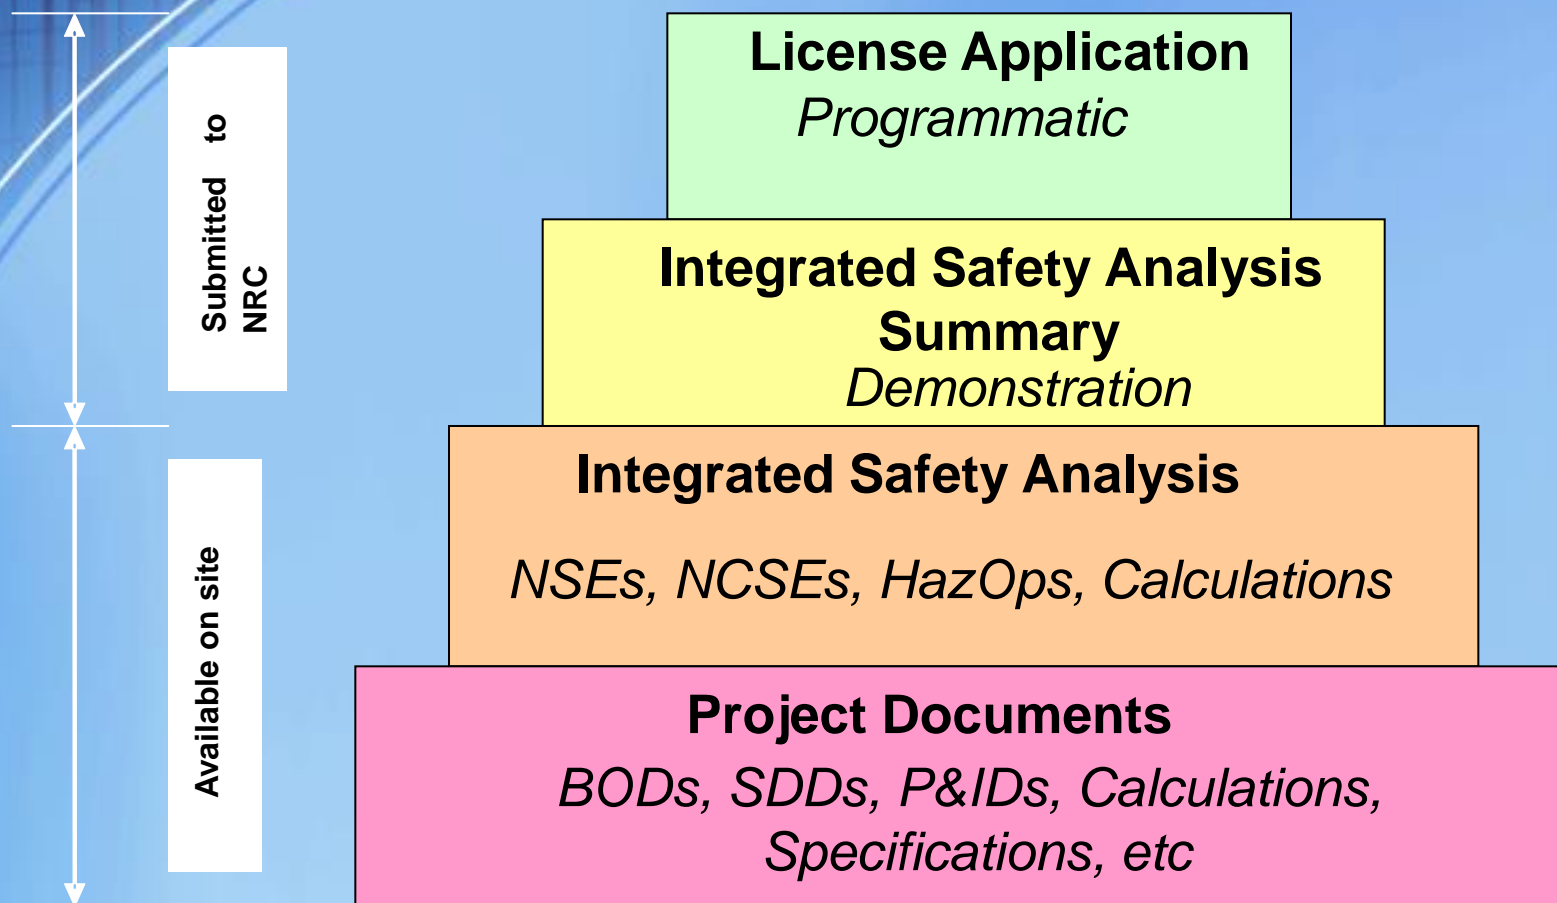 Submitted to
NRC
License Application
Programmatic
Integrated Safety Analysis
Summary
Demonstration
Available on site
Integrated Safety Analysis
NSEs, NCSEs, HazOps, Calculations
Project Documents
BODs, SDDs, P&IDs, Calculations,
Specifications, etc